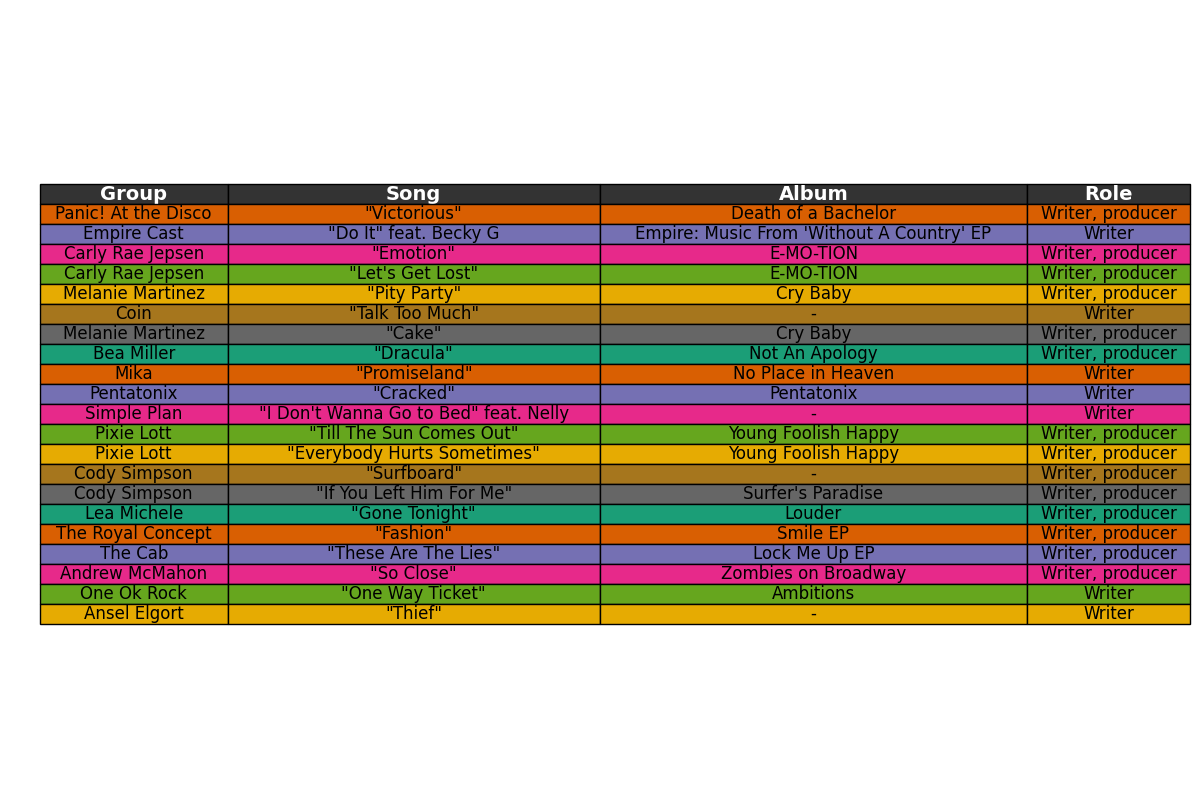 Group Song Album Role
Panic! At the Disco "Victorious" Death of a Bachelor Writer, producer
Empire Cast "Do It" feat. Becky G Empire: Music From 'Without A Country' EP Writer
Carly Rae Jepsen "Emotion" E-MO-TION Writer, producer
Carly Rae Jepsen "Let's Get Lost" E-MO-TION Writer, producer
Melanie Martinez "Pity Party" Cry Baby Writer, producer
Coin "Talk Too Much" - Writer
Melanie Martinez "Cake" Cry Baby Writer, producer
Bea Miller "Dracula" Not An Apology Writer, producer
Mika "Promiseland" No Place in Heaven Writer
Pentatonix "Cracked" Pentatonix Writer
Simple Plan "I Don't Wanna Go to Bed" feat. Nelly - Writer
Pixie Lott "Till The Sun Comes Out" Young Foolish Happy Writer, producer
Pixie Lott "Everybody Hurts Sometimes" Young Foolish Happy Writer, producer
Cody Simpson "Surfboard" - Writer, producer
Cody Simpson "If You Left Him For Me" Surfer's Paradise Writer, producer
Lea Michele "Gone Tonight" Louder Writer, producer
The Royal Concept "Fashion" Smile EP Writer, producer
The Cab "These Are The Lies" Lock Me Up EP Writer, producer
Andrew McMahon "So Close" Zombies on Broadway Writer, producer
One Ok Rock "One Way Ticket" Ambitions Writer
Ansel Elgort "Thief" - Writer